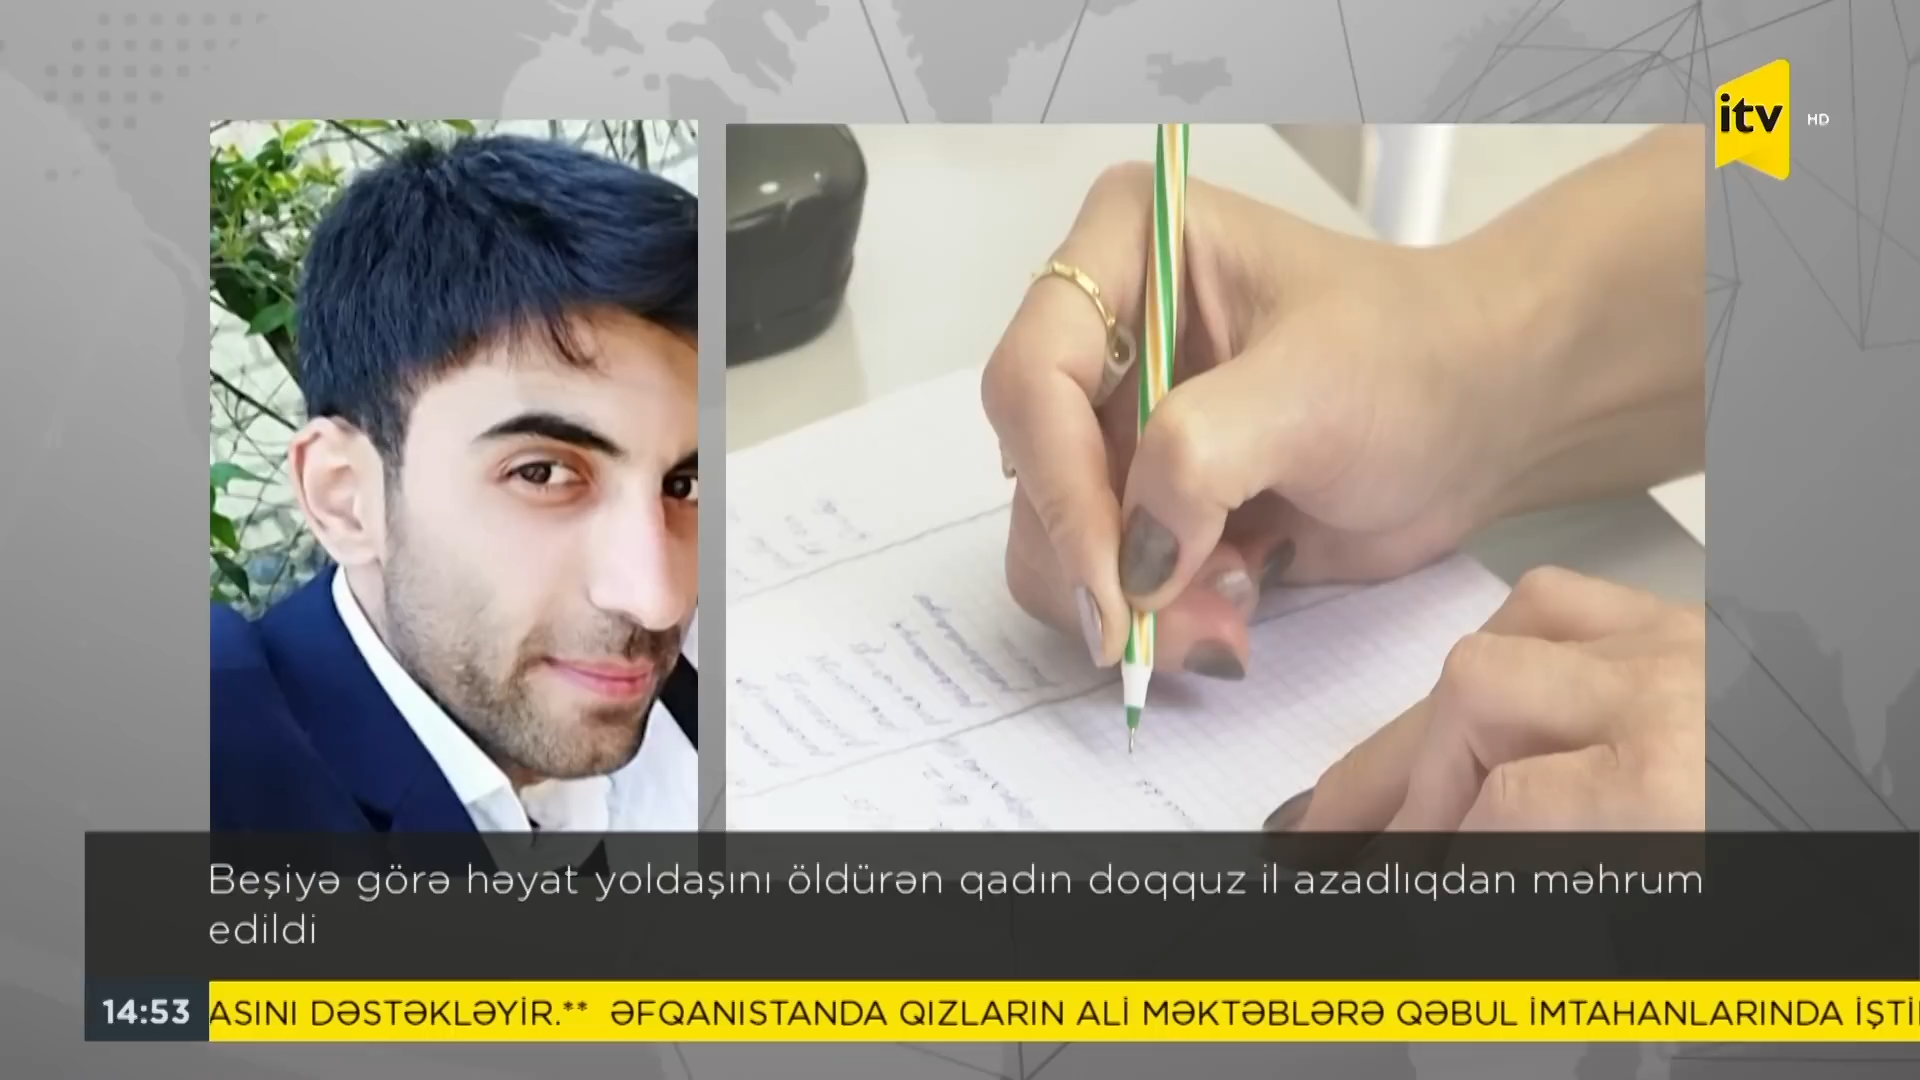 itv HD
Beşiyə görə həyat yoldaşını öldürən qadın doqquz il azadlıqdan məhrum
edildi
14:53 ASINI DƏSTƏKLƏYİR.** ƏFQANISTANDA QIZLARIN ALİ MƏKTƏBLƏRƏ QƏBUL İMTAHANLARINDA İŞTİ